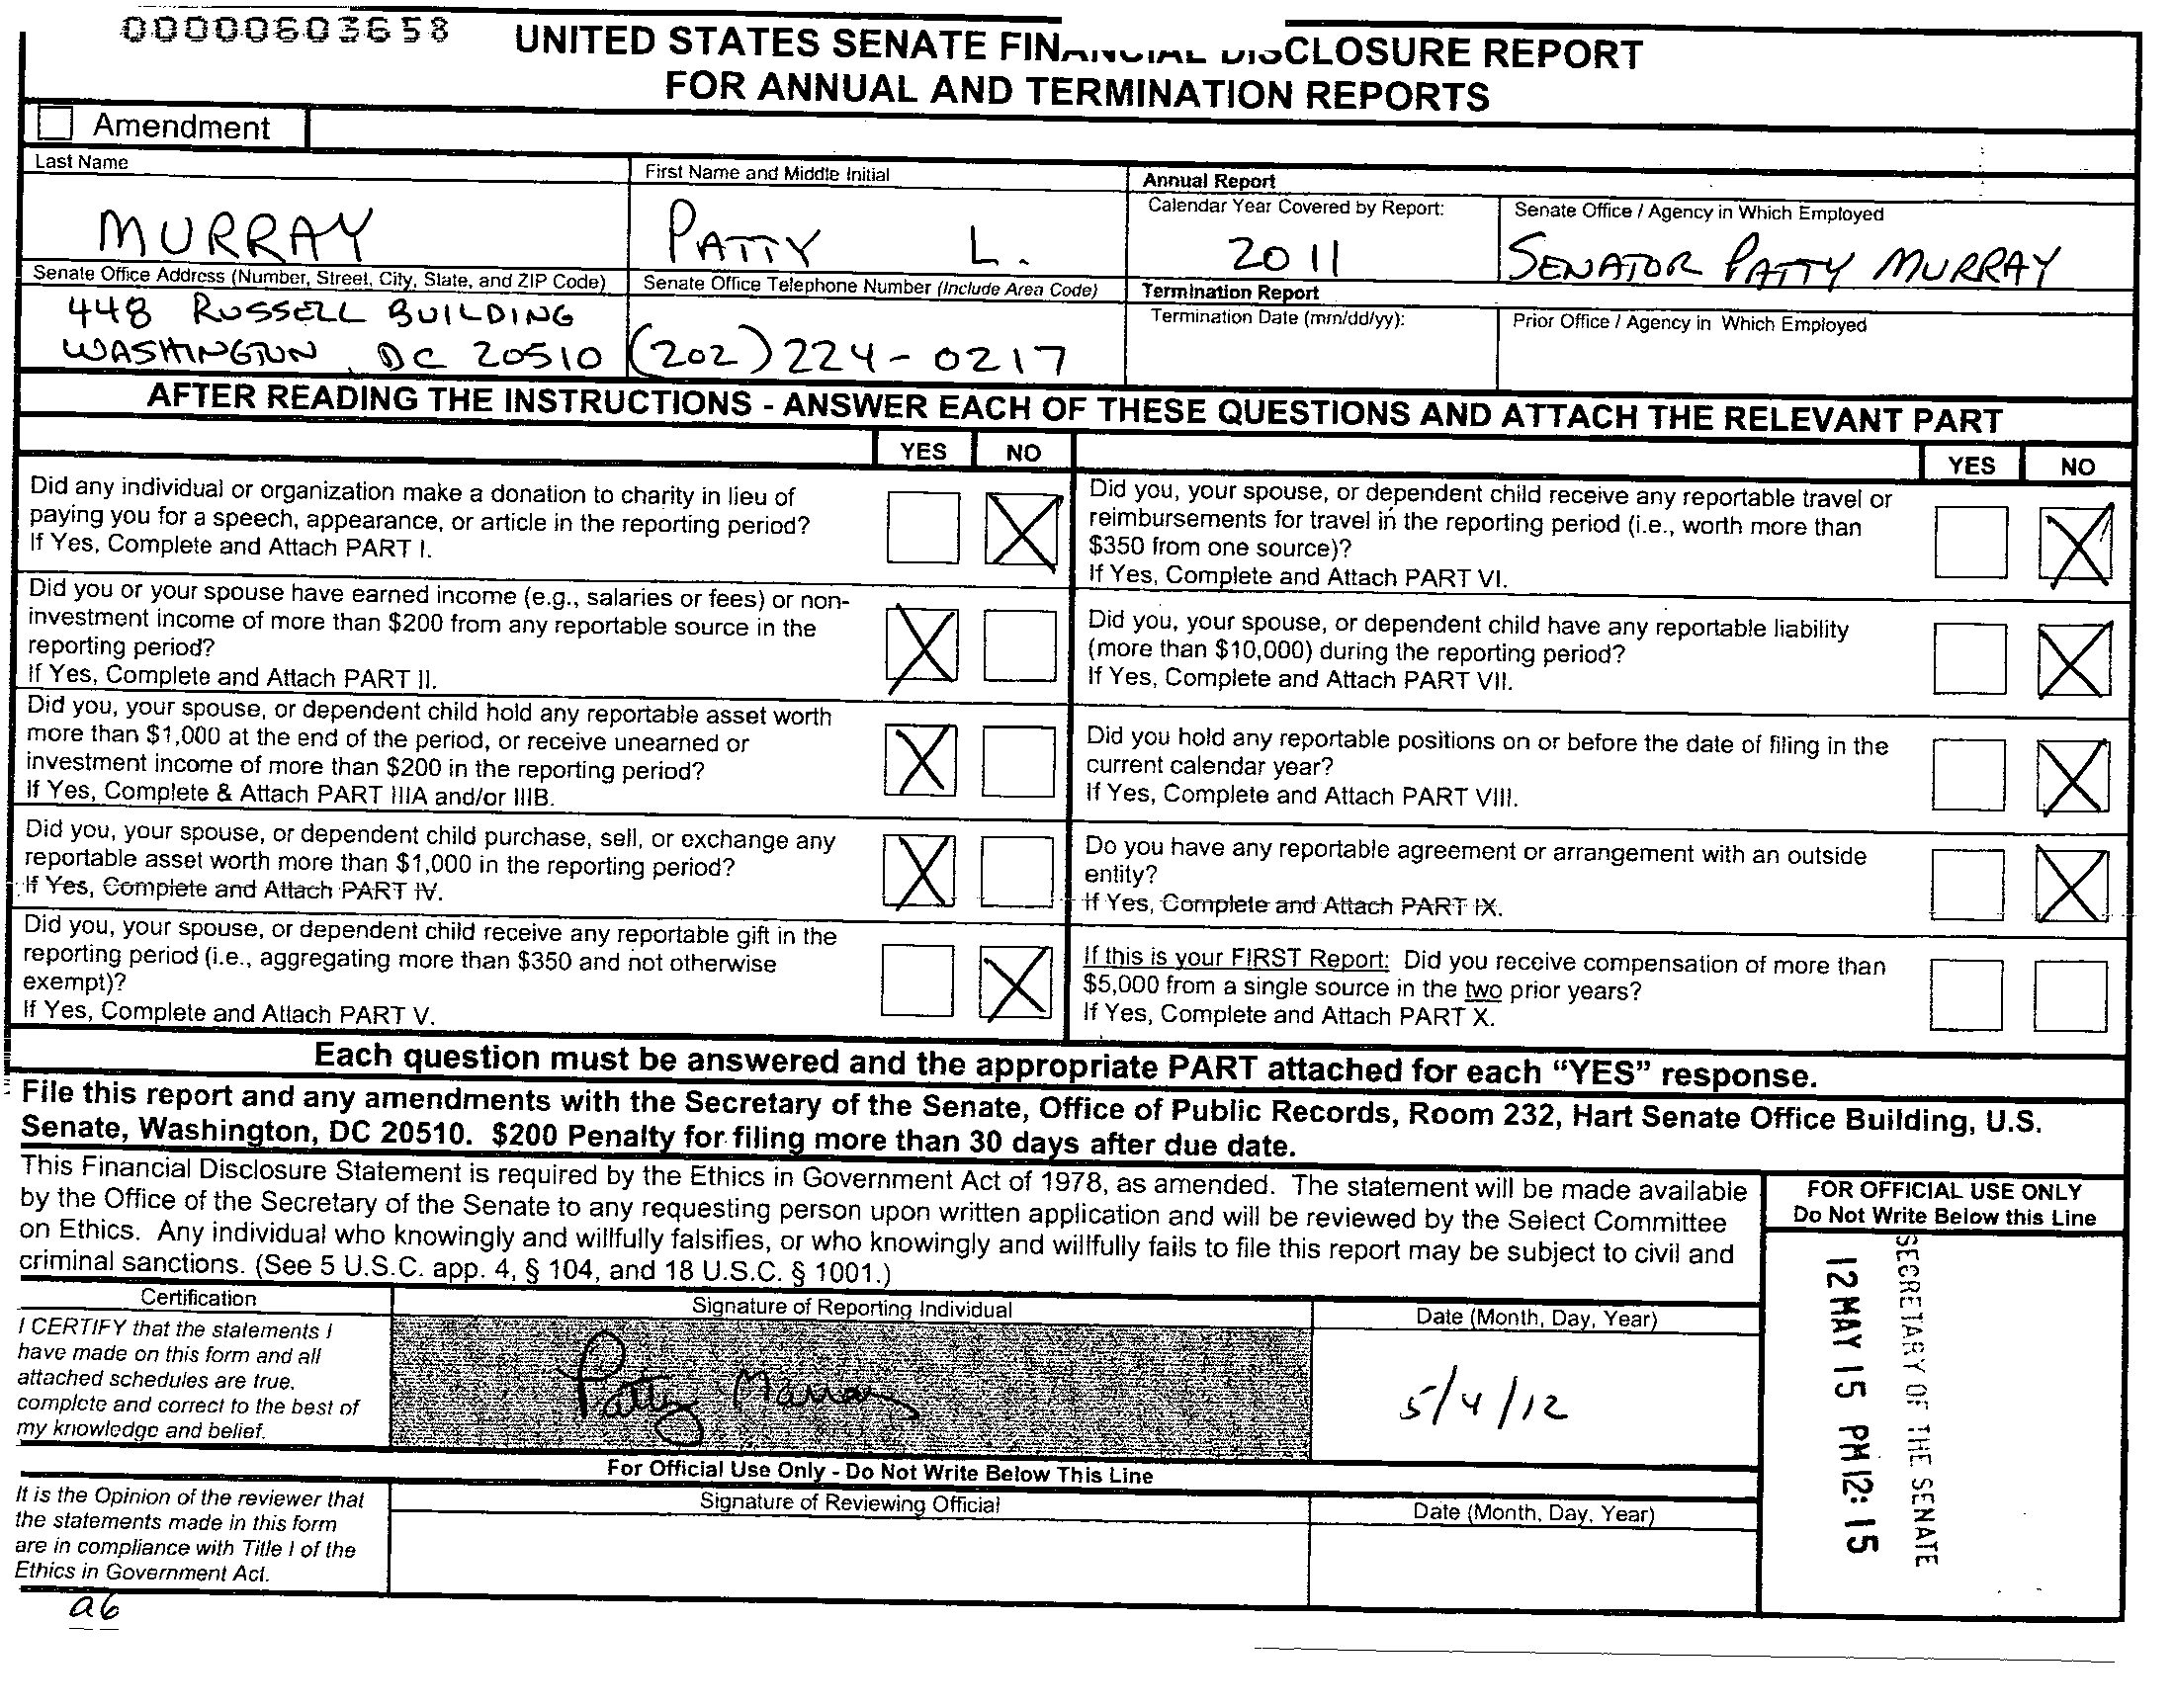 00000603658
UNITED STATES SENATE FINANCIAL DISCLOSURE REPORT
FOR ANNUAL AND TERMINATION REPORTS
Amendment
Last Name
MURRAY
First Name and Middle Initial
PATTY L.
Annual Report
Calendar Year Covered by Report:
2011
Senate Office / Agency in Which Employed
SENATOR PATTY MURRAY
Senate Office Address (Number, Street, City, State, and ZIP Code)
448 RUSSELL BUILDING
WASHINGTON, DC 20510
Senate Office Telephone Number (Include Area Code)
(202) 224-0217
Termination Report
Termination Date (mm/dd/yy):
Prior Office / Agency in Which Employed
AFTER READING THE INSTRUCTIONS - ANSWER EACH OF THESE QUESTIONS AND ATTACH THE RELEVANT PART
YES NO
Did any individual or organization make a donation to charity in lieu of
paying you for a speech, appearance, or article in the reporting period?
If Yes, Complete and Attach PART I.
Did you or your spouse have earned income (e.g., salaries or fees) or non-
investment income of more than $200 from any reportable source in the
reporting period?
If Yes, Complete and Attach PART II.
Did you, your spouse, or dependent child hold any reportable asset worth
more than $1,000 at the end of the period, or receive unearned or
investment income of more than $200 in the reporting period?
If Yes, Complete & Attach PART IIIA and/or IIIB.
Did you, your spouse, or dependent child purchase, sell, or exchange any
reportable asset worth more than $1,000 in the reporting period?
If Yes, Complete and Attach PART IV.
Did you, your spouse, or dependent child receive any reportable gift in the
reporting period (i.e., aggregating more than $350 and not otherwise
exempt)?
If Yes, Complete and Attach PART V.
YES NO
Did you, your spouse, or dependent child receive any reportable travel or
reimbursements for travel in the reporting period (i.e., worth more than
$350 from one source)?
If Yes, Complete and Attach PART VI.
Did you, your spouse, or dependent child have any reportable liability
(more than $10,000) during the reporting period?
If Yes, Complete and Attach PART VII.
Did you hold any reportable positions on or before the date of filing in the
current calendar year?
If Yes, Complete and Attach PART VIII.
Do you have any reportable agreement or arrangement with an outside
entity?
If Yes, Complete and Attach PART IX.
If this is your FIRST Report: Did you receive compensation of more than
$5,000 from a single source in the two prior years?
If Yes, Complete and Attach PART X.
Each question must be answered and the appropriate PART attached for each “YES” response.
File this report and any amendments with the Secretary of the Senate, Office of Public Records, Room 232, Hart Senate Office Building, U.S.
Senate, Washington, DC 20510. $200 Penalty for filing more than 30 days after due date.
This Financial Disclosure Statement is required by the Ethics in Government Act of 1978, as amended. The statement will be made available
by the Office of the Secretary of the Senate to any requesting person upon written application and will be reviewed by the Select Committee
on Ethics. Any individual who knowingly and willfully falsifies, or who knowingly and willfully fails to file this report may be subject to civil and
criminal sanctions. (See 5 U.S.C. app. 4, § 104, and 18 U.S.C. § 1001.)
FOR OFFICIAL USE ONLY
Do Not Write Below this Line
SECRETARY OF THE SENATE
12 MAY 15 PM 12: 15
Certification
I CERTIFY that the statements I
have made on this form and all
attached schedules are true,
complete and correct to the best of
my knowledge and belief.
Signature of Reporting Individual
Patty Murray
Date (Month, Day, Year)
5/4/12
For Official Use Only - Do Not Write Below This Line
It is the Opinion of the reviewer that
the statements made in this form
are in compliance with Title I of the
Ethics in Government Act.
Signature of Reviewing Official
Date (Month, Day, Year)
a6